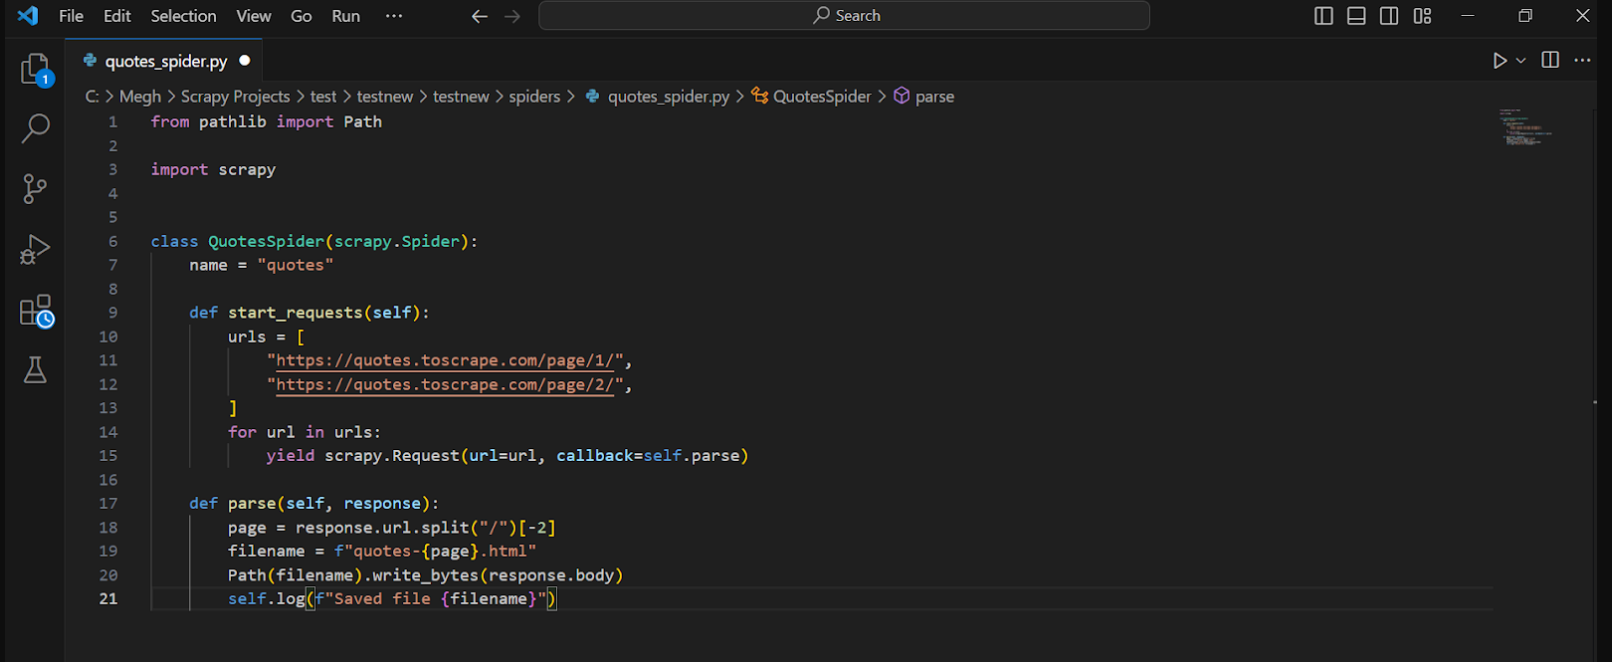 File Edit Selection View Go Run ··· Search
quotes_spider.py
1
C: > Megh > Scrapy Projects > test > testnew > testnew > spiders > quotes_spider.py > QuotesSpider > parse
1 from pathlib import Path
2
3 import scrapy
4
5
6 class QuotesSpider(scrapy.Spider):
7 name = "quotes"
8
9 def start_requests(self):
10 urls = [
11 "https://quotes.toscrape.com/page/1/",
12 "https://quotes.toscrape.com/page/2/",
13 ]
14 for url in urls:
15 yield scrapy.Request(url=url, callback=self.parse)
16
17 def parse(self, response):
18 page = response.url.split("/")[-2]
19 filename = f"quotes-{page}.html"
20 Path(filename).write_bytes(response.body)
21 self.log(f"Saved file {filename}")